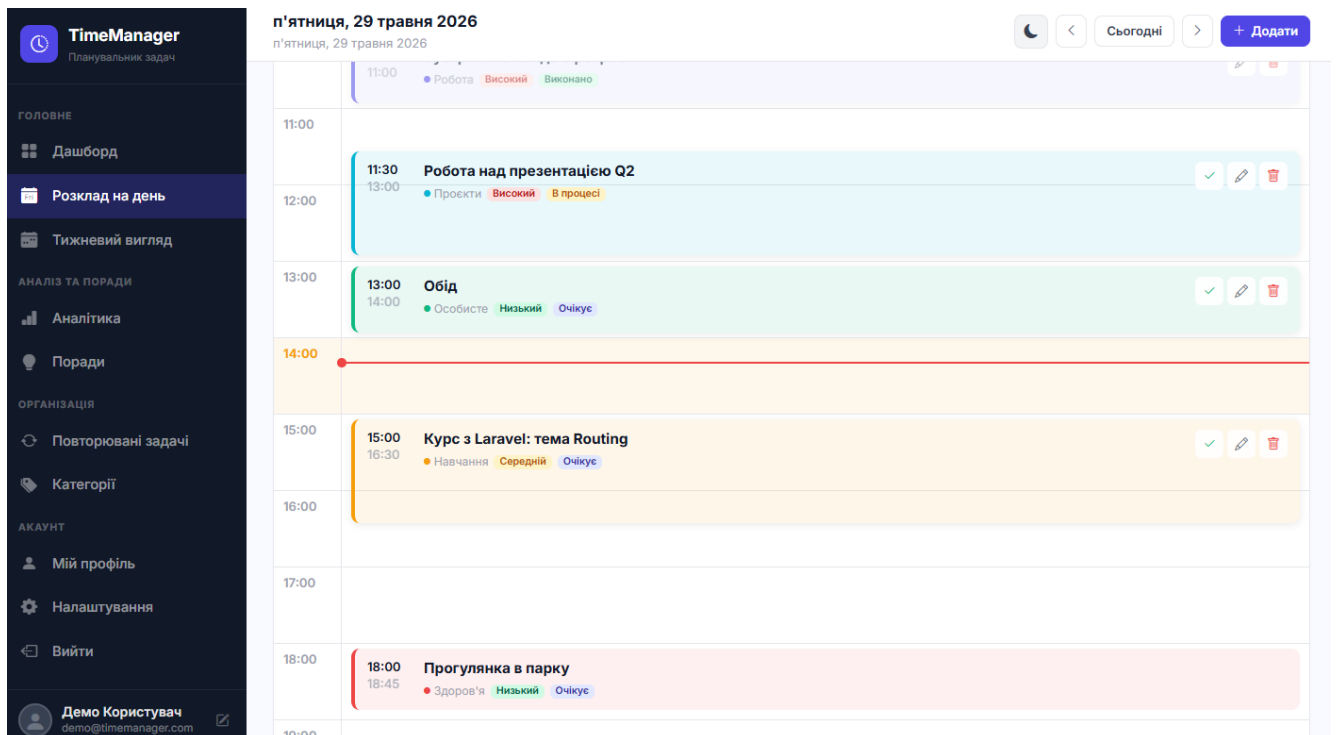 TimeManager
Планувальник задач
ГОЛОВНЕ
Дашборд
Fri
Розклад на день
Тижневий вигляд
АНАЛІЗ ТА ПОРАДИ
Аналітика
Поради
ОРГАНІЗАЦІЯ
Повторювані задачі
Категорії
АКАУНТ
Мій профіль
Налаштування
Вийти
Демо Користувач
demo@timemanager.com
п'ятниця, 29 травня 2026
п'ятниця, 29 травня 2026
Сьогодні
+ Додати
11:00
Робота Високий Виконано
11:00
11:30 Робота над презентацією Q2
13:00 Проєкти Високий В процесі
12:00
13:00
13:00 Обід
14:00 Особисте Низький Очікує
14:00
15:00
15:00 Курс з Laravel: тема Routing
16:30 Навчання Середній Очікує
16:00
17:00
18:00
18:00 Прогулянка в парку
18:45 Здоров'я Низький Очікує
19:00